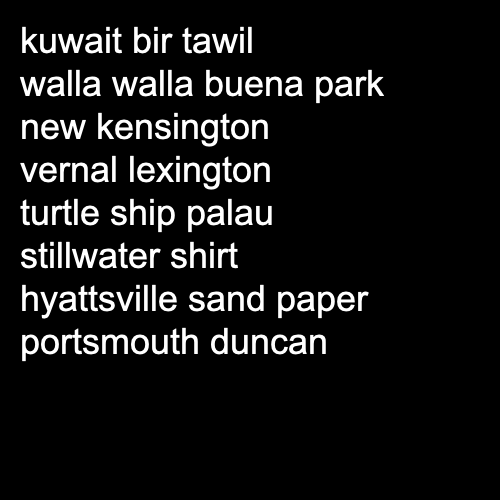 kuwait bir tawil
walla walla buena park
new kensington
vernal lexington
turtle ship palau
stillwater shirt
hyattsville sand paper
portsmouth duncan